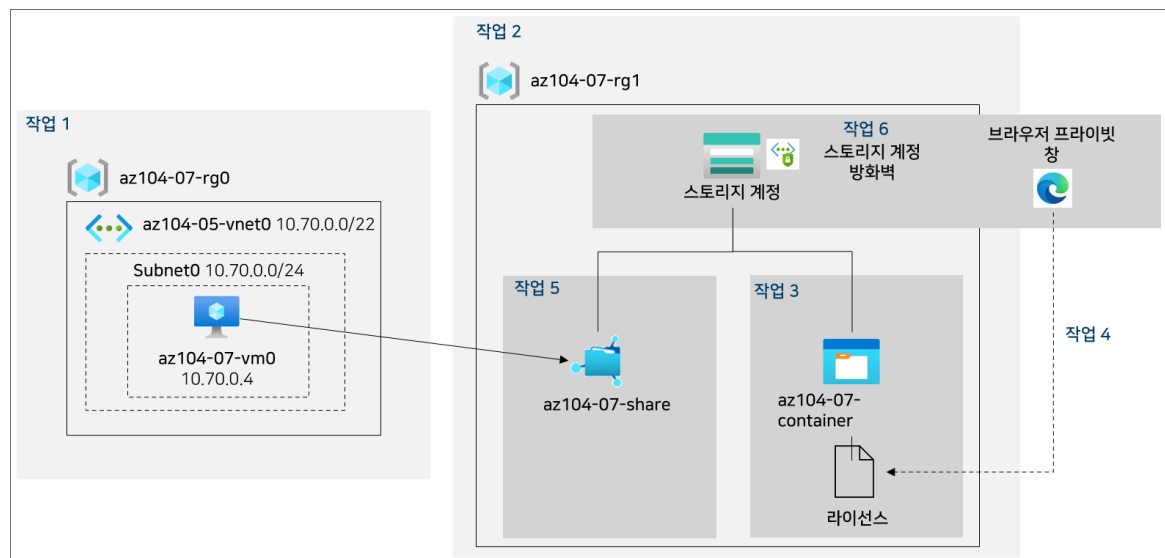 작업 1
az104-07-rg0
az104-05-vnet0 10.70.0.0/22
Subnet0 10.70.0.0/24
az104-07-vm0
10.70.0.4
작업 2
az104-07-rg1
작업 6
스토리지 계정
방화벽
스토리지 계정
브라우저 프라이빗
창
작업 5
az104-07-share
작업 3
az104-07-
container
라이선스
작업 4